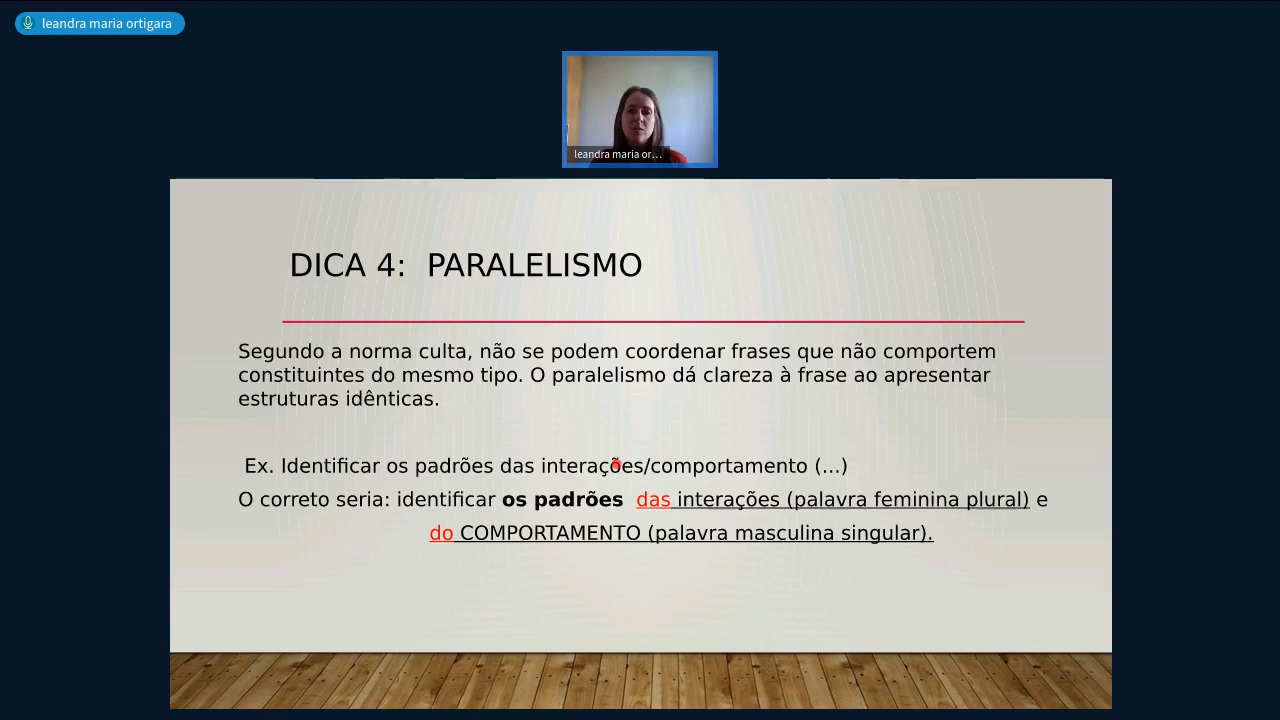 leandra maria ortigara
leandra maria or...
DICA 4: PARALELISMO
Segundo a norma culta, não se podem coordenar frases que não comportem
constituintes do mesmo tipo. O paralelismo dá clareza à frase ao apresentar
estruturas idênticas.
Ex. Identificar os padrões das interações/comportamento (...)
O correto seria: identificar os padrões das interações (palavra feminina plural) e
do COMPORTAMENTO (palavra masculina singular).